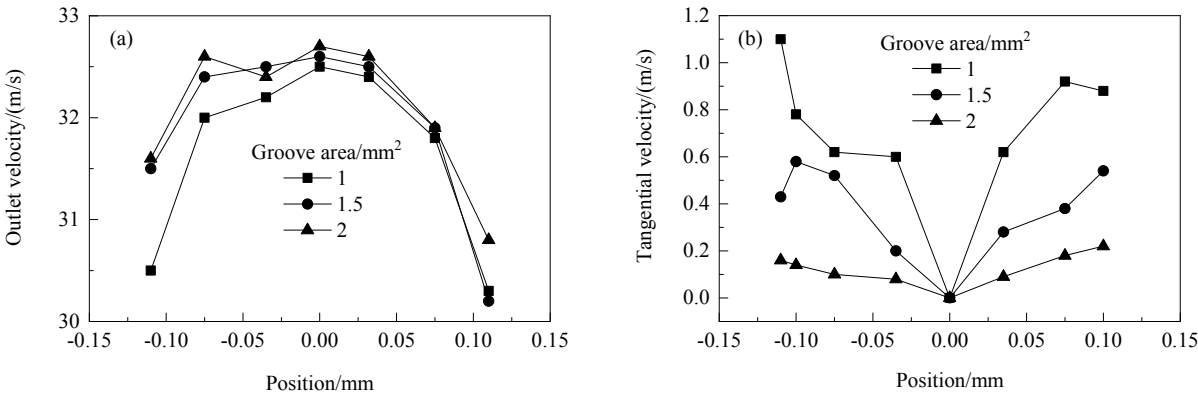 33
32
31
30
(a)
Groove area/mm²
1
1.5
2
-0.15 -0.10 -0.05 0.00 0.05 0.10 0.15
Position/mm
Outlet velocity/(m/s)
1.2
1.0
0.8
0.6
0.4
0.2
0.0
(b)
Groove area/mm²
1
1.5
2
-0.15 -0.10 -0.05 0.00 0.05 0.10 0.15
Position/mm
Tangential velocity/(m/s)